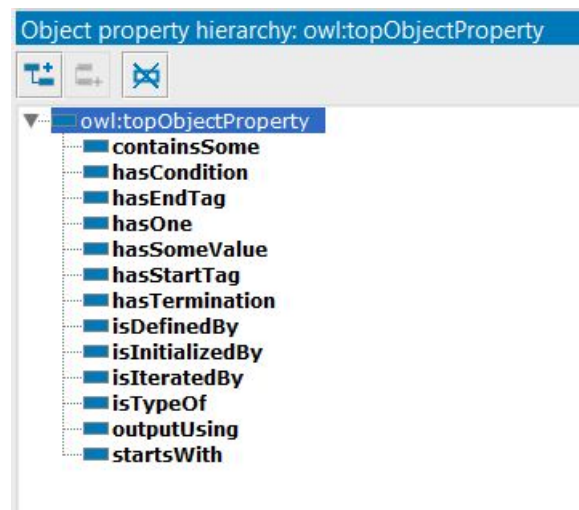 Object property hierarchy: owl:topObjectProperty
owl:topObjectProperty
containsSome
hasCondition
hasEndTag
hasOne
hasSomeValue
hasStartTag
hasTermination
isDefinedBy
isInitializedBy
isIteratedBy
isTypeOf
outputUsing
startsWith